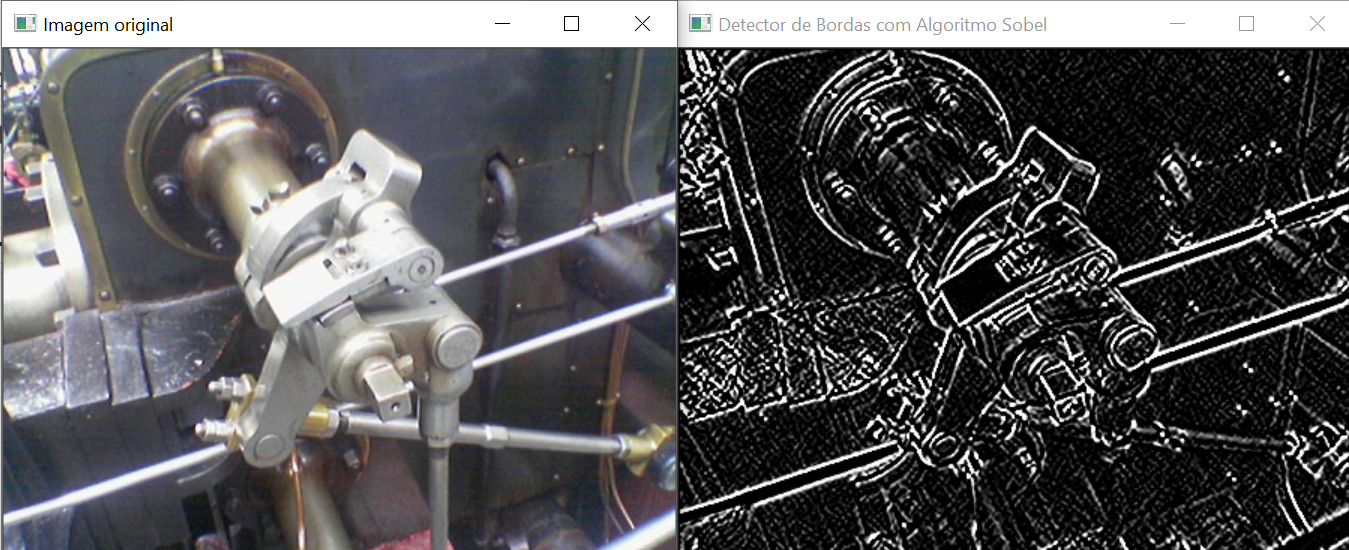 Imagem original
Detector de Bordas com Algoritmo Sobel